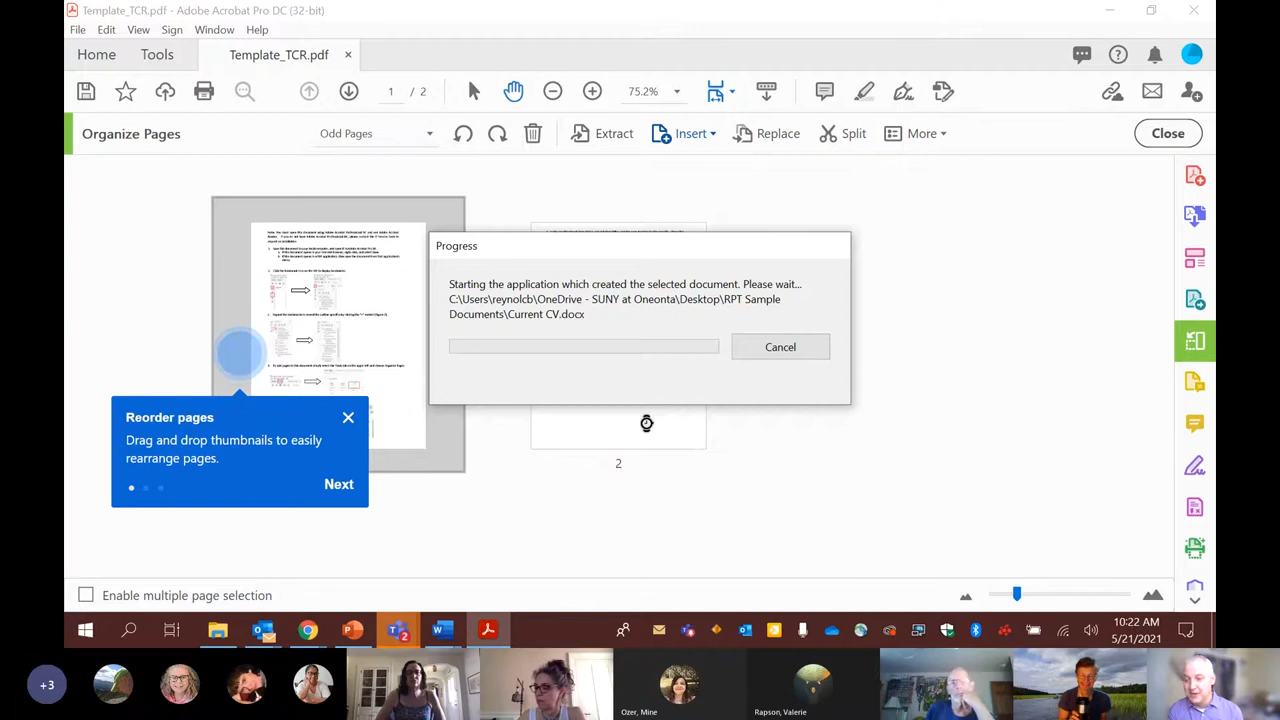 Template_TCR.pdf - Adobe Acrobat Pro DC (32-bit)
File Edit View Sign Window Help
Home Tools Template_TCR.pdf ×
1 / 2 75.2%
Organize Pages Odd Pages Extract Insert Replace Split More Close
Progress
Starting the application which created the selected document. Please wait...
C:\Users\reynolcb\OneDrive - SUNY at Oneonta\Desktop\RPT Sample
Documents\Current CV.docx
Cancel
Reorder pages
Drag and drop thumbnails to easily
rearrange pages.
Next
2
Enable multiple page selection
10:22 AM
5/21/2021
+3
Ozer, Mine
Rapson, Valerie